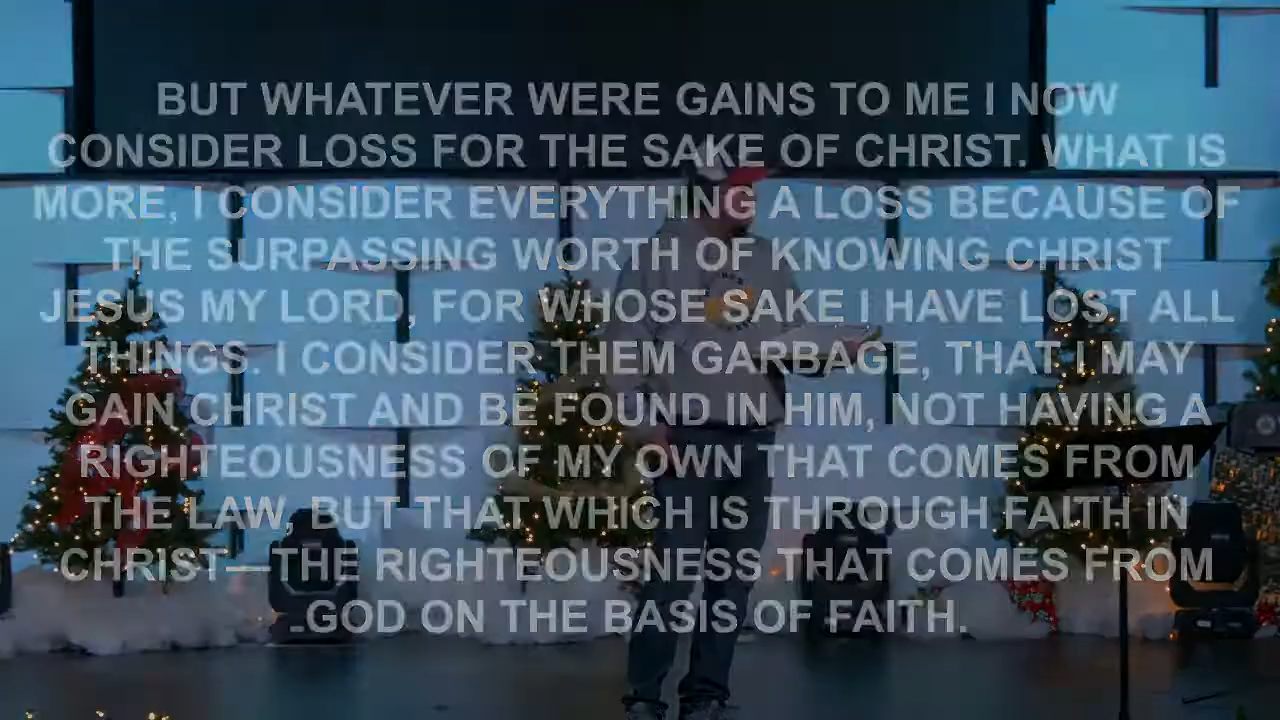 BUT WHATEVER WERE GAINS TO ME I NOW
CONSIDER LOSS FOR THE SAKE OF CHRIST. WHAT IS
MORE, I CONSIDER EVERYTHING A LOSS BECAUSE OF
THE SURPASSING WORTH OF KNOWING CHRIST
JESUS MY LORD, FOR WHOSE SAKE I HAVE LOST ALL
THINGS. I CONSIDER THEM GARBAGE, THAT I MAY
GAIN CHRIST AND BE FOUND IN HIM, NOT HAVING A
RIGHTEOUSNESS OF MY OWN THAT COMES FROM
THE LAW, BUT THAT WHICH IS THROUGH FAITH IN
CHRIST—THE RIGHTEOUSNESS THAT COMES FROM
GOD ON THE BASIS OF FAITH.